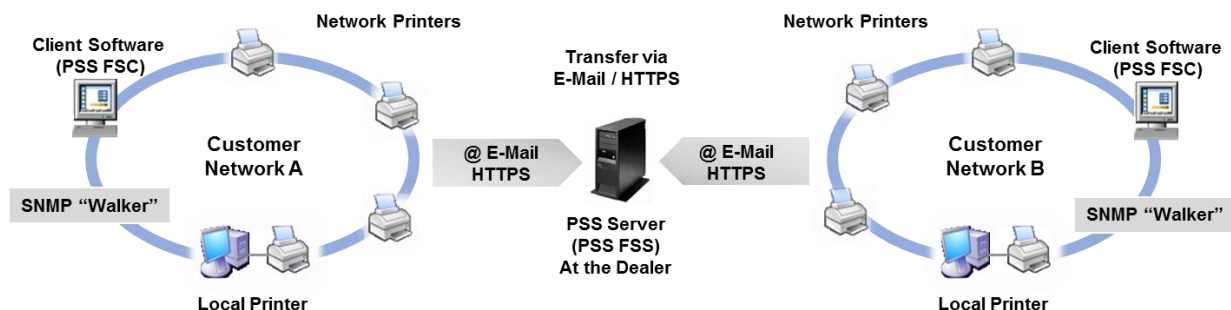 Network Printers
Client Software
(PSS FSC)
Customer
Network A
SNMP “Walker”
Local Printer
@ E-Mail
HTTPS
Transfer via
E-Mail / HTTPS
PSS Server
(PSS FSS)
At the Dealer
@ E-Mail
HTTPS
Network Printers
Client Software
(PSS FSC)
Customer
Network B
SNMP “Walker”
Local Printer